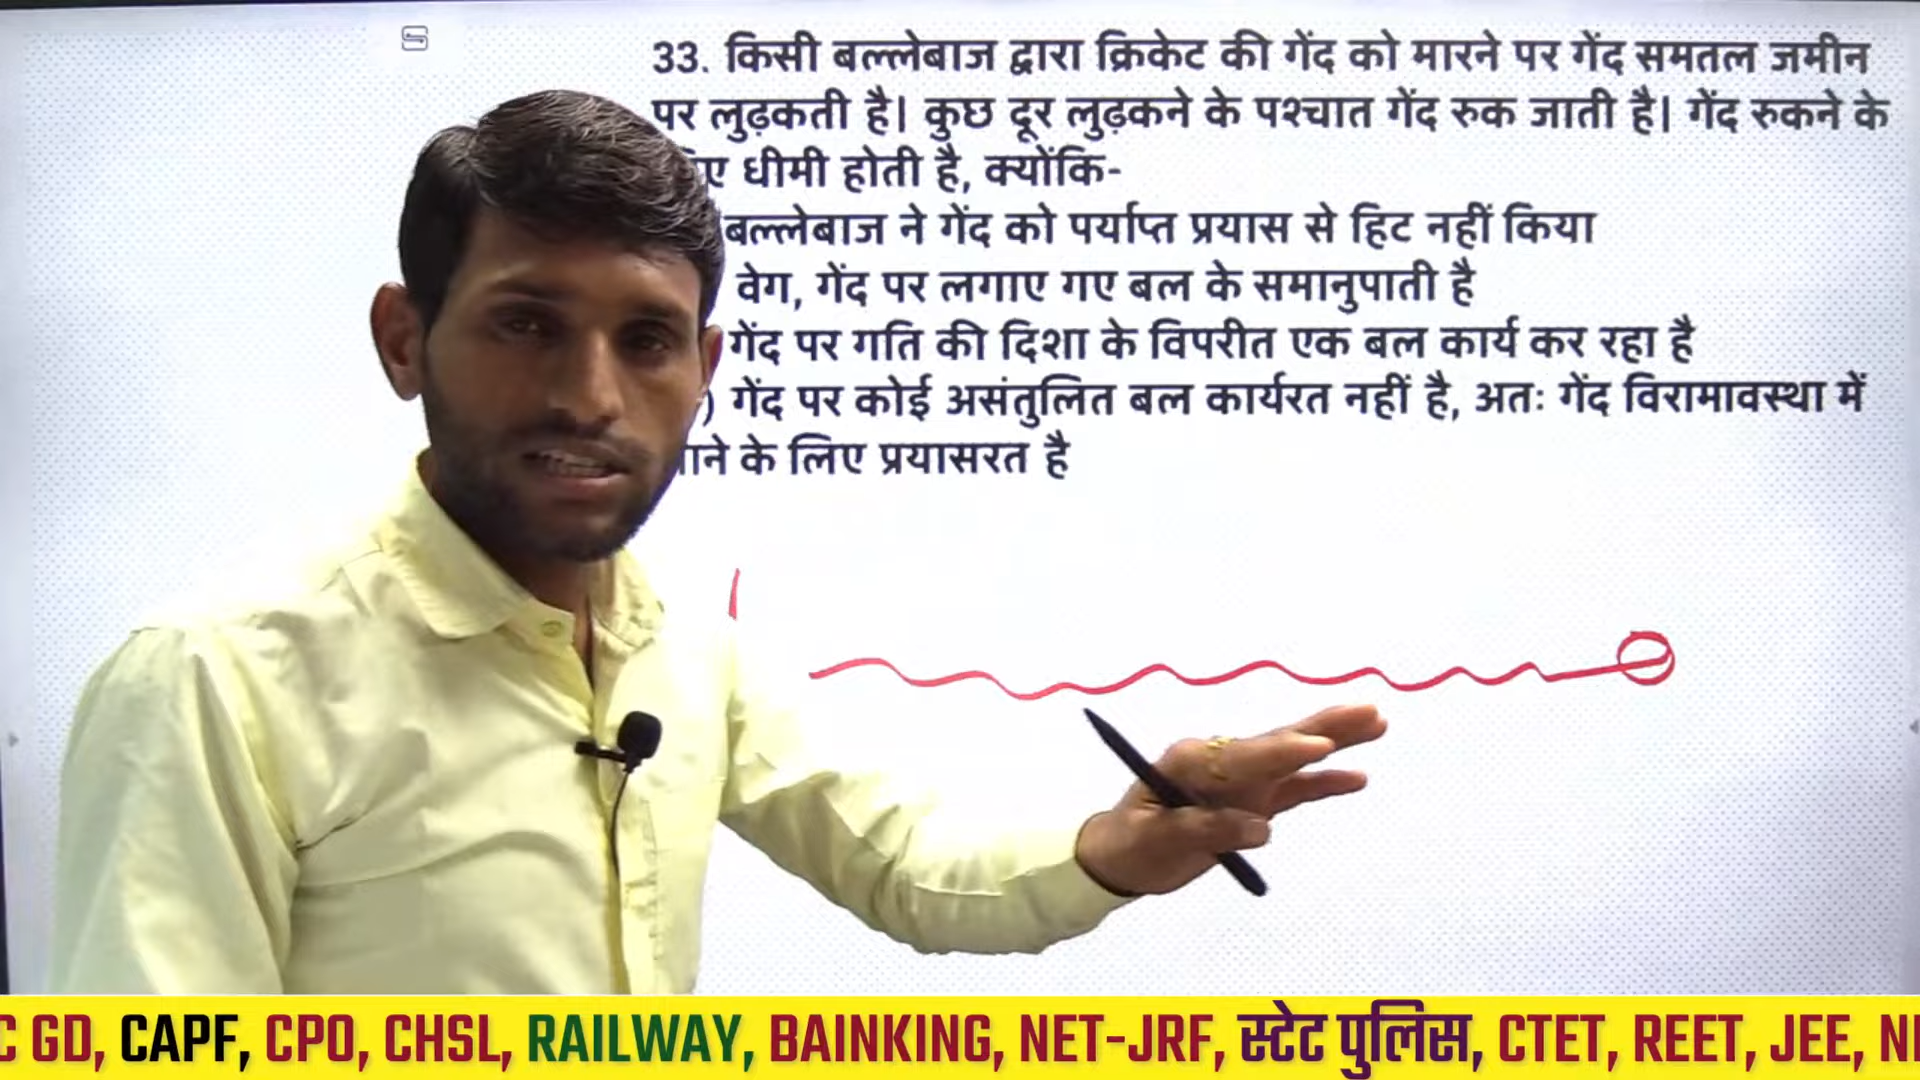 33. किसी बल्लेबाज द्वारा क्रिकेट की गेंद को मारने पर गेंद समतल जमीन
पर लुढ़कती है। कुछ दूर लुढ़कने के पश्चात गेंद रुक जाती है। गेंद रुकने के
धीमी होती है, क्योंकि-
बल्लेबाज ने गेंद को पर्याप्त प्रयास से हिट नहीं किया
वेग, गेंद पर लगाए गए बल के समानुपाती है
गेंद पर गति की दिशा के विपरीत एक बल कार्य कर रहा है
) गेंद पर कोई असंतुलित बल कार्यरत नहीं है, अतः गेंद विरामावस्था में
के लिए प्रयासरत है
C GD, CAPF, CPO, CHSL, RAILWAY, BAINKING, NET-JRF, स्टेट पुलिस, CTET, REET, JEE,